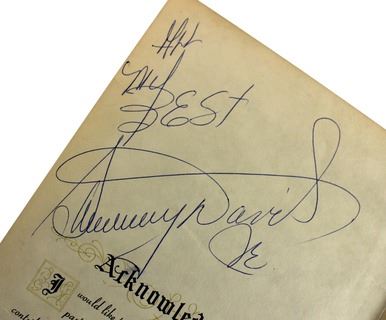 All
My
BEST
Sammy Davis
Jr
Acknowled
I would like